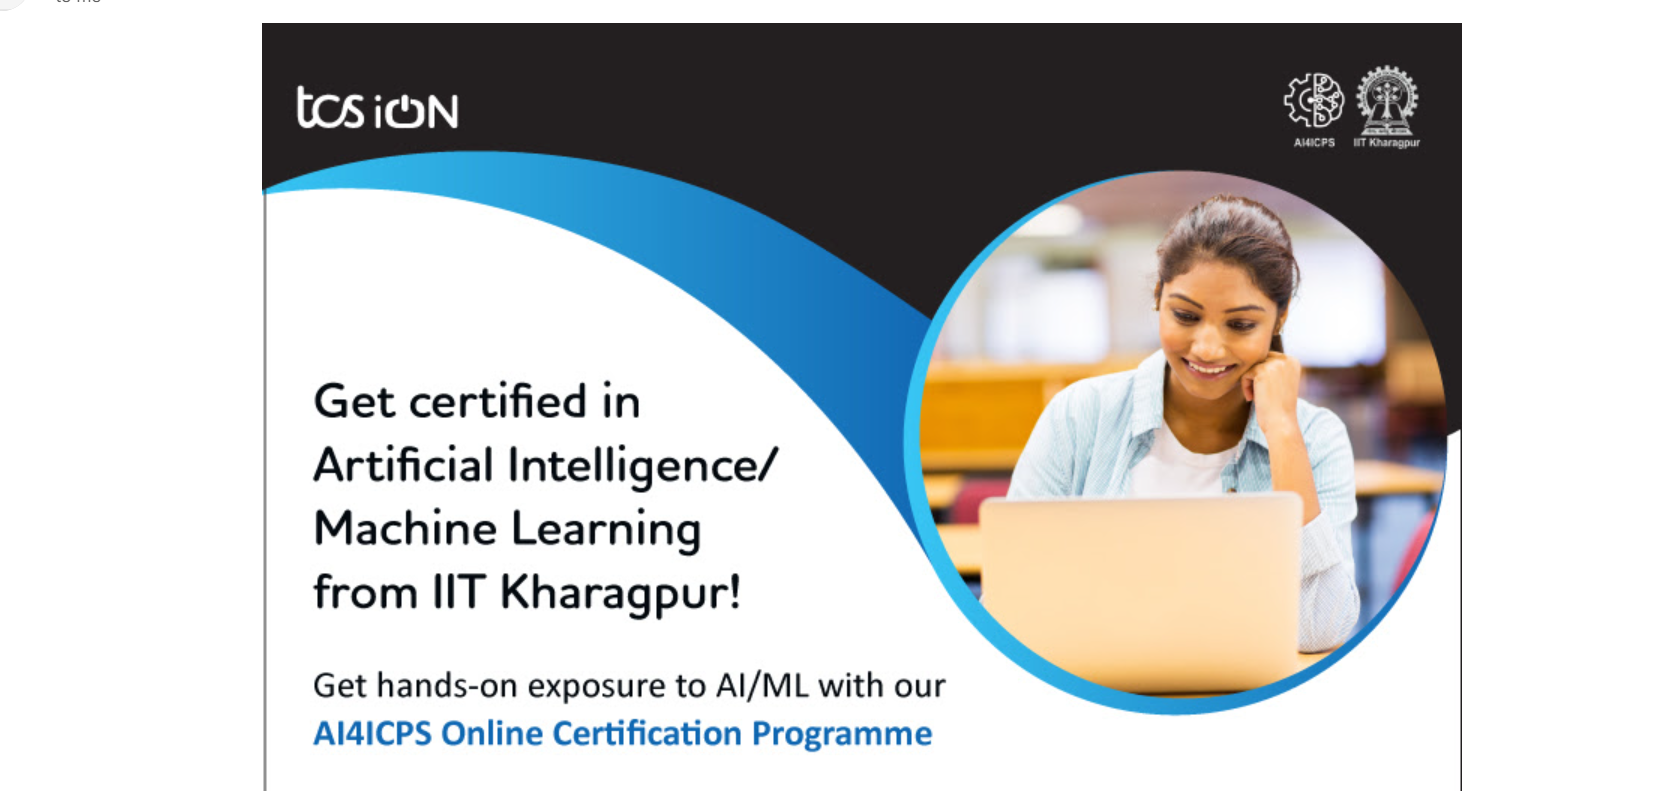 tcs iON
AI4ICPS
IIT Kharagpur
Get certified in
Artificial Intelligence/
Machine Learning
from IIT Kharagpur!
Get hands-on exposure to AI/ML with our
AI4ICPS Online Certification Programme